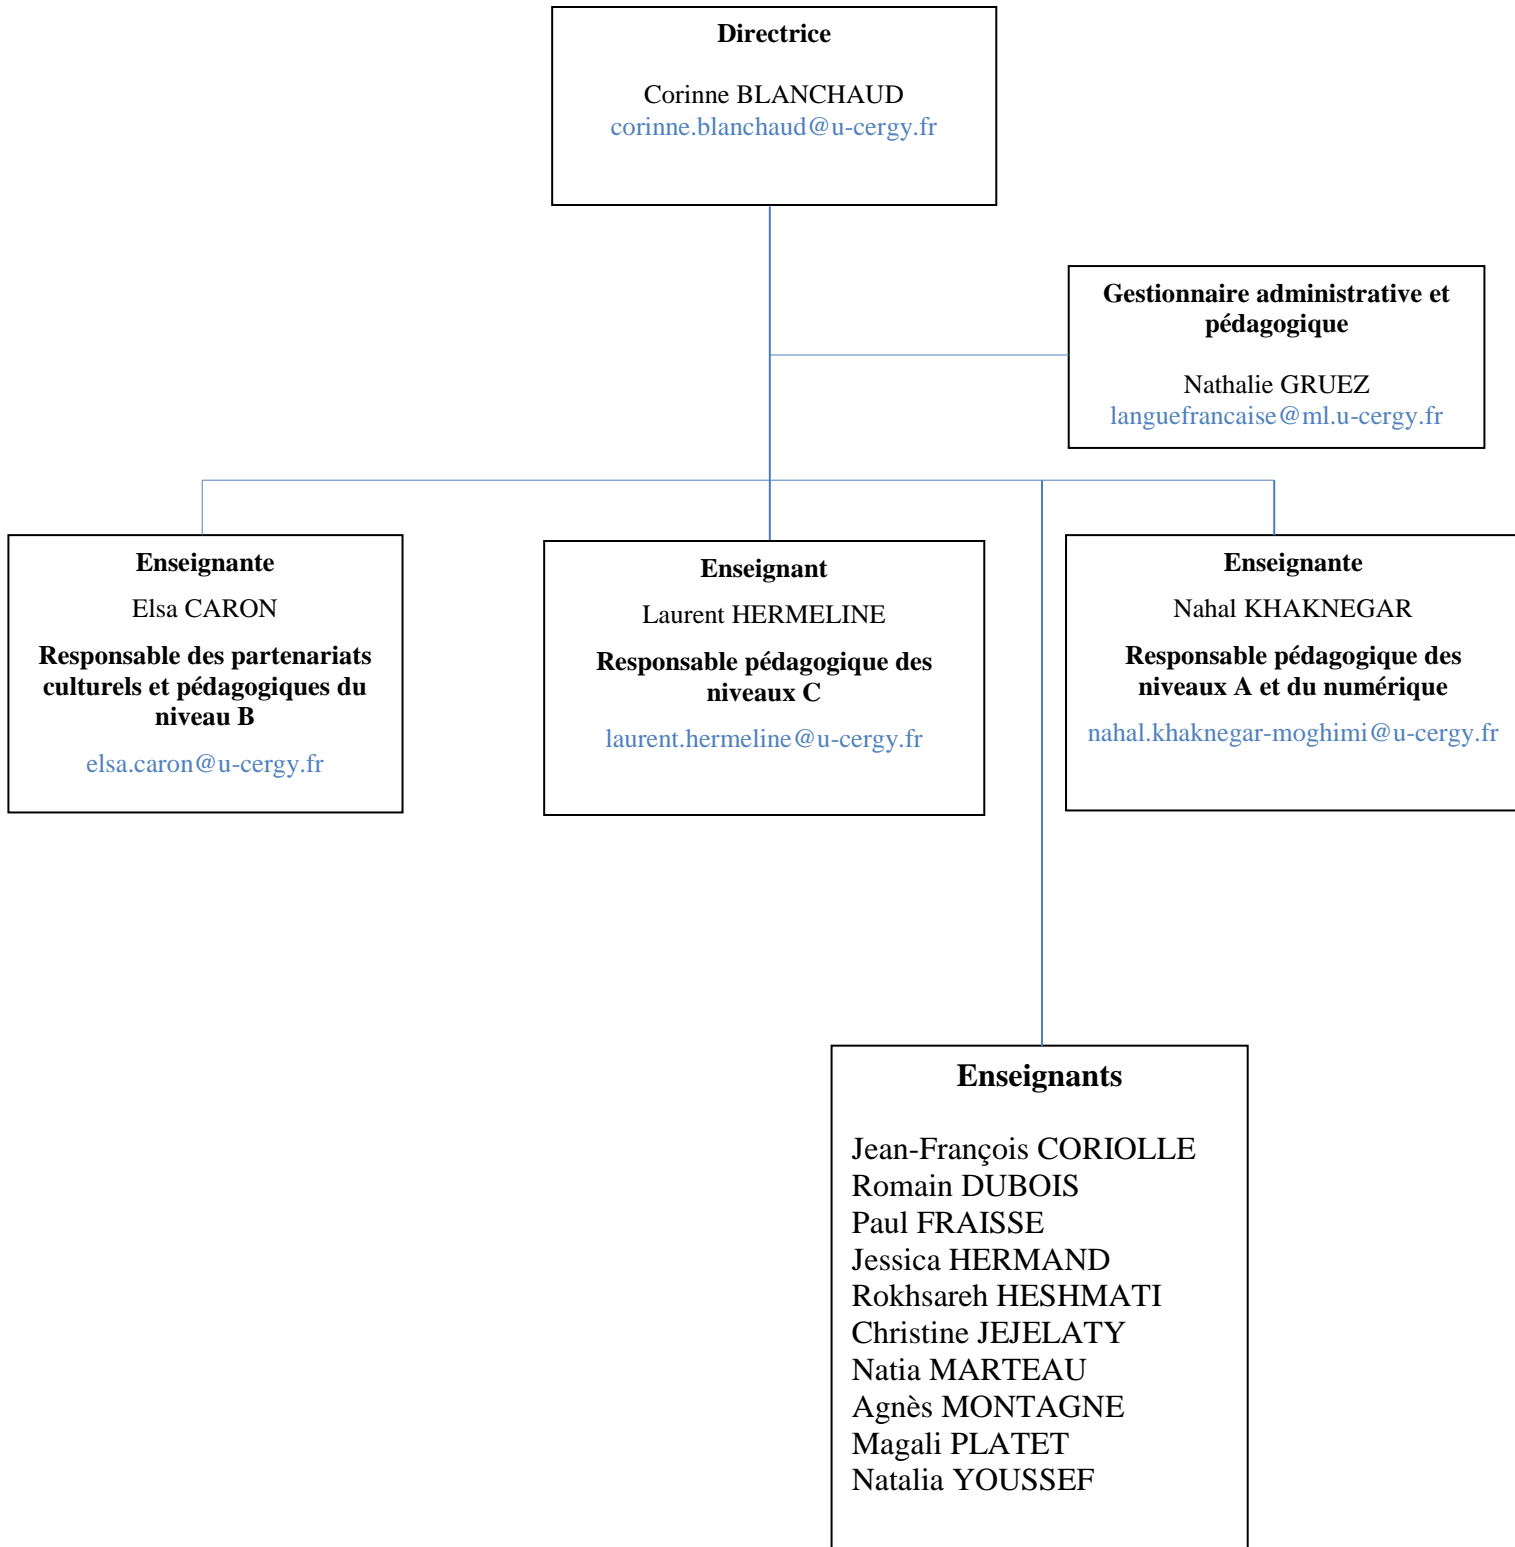 Directrice
Corinne BLANCHAUD
corinne.blanchaud@u-cergy.fr
Gestionnaire administrative et
pédagogique
Nathalie GRUEZ
languefrancaise@ml.u-cergy.fr
Enseignante
Elsa CARON
Responsable des partenariats
culturels et pédagogiques du
niveau B
elsa.caron@u-cergy.fr
Enseignant
Laurent HERMELINE
Responsable pédagogique des
niveaux C
laurent.hermeline@u-cergy.fr
Enseignante
Nahal KHAKNEGAR
Responsable pédagogique des
niveaux A et du numérique
nahal.khaknegar-moghimi@u-cergy.fr
Enseignants
Jean-François CORIOLLE
Romain DUBOIS
Paul FRAISSE
Jessica HERMAND
Rokhsareh HESHMATI
Christine JEJELATY
Natia MARTEAU
Agnès MONTAGNE
Magali PLATET
Natalia YOUSSEF